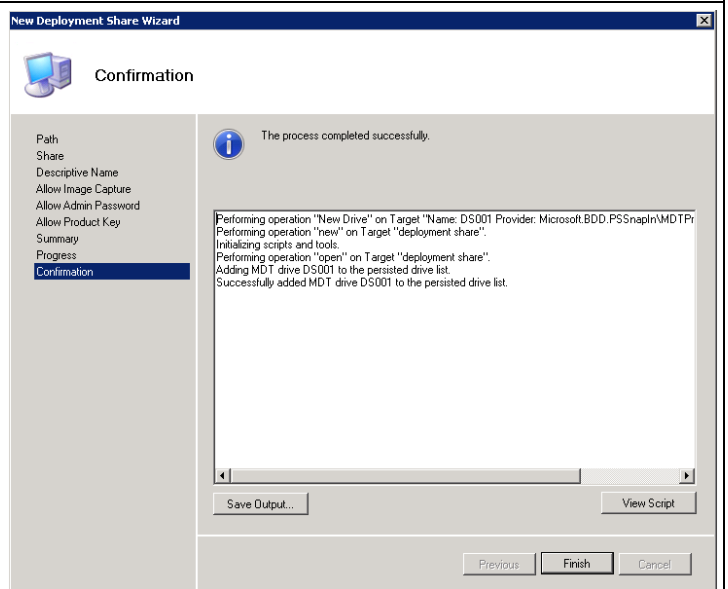 New Deployment Share Wizard
Confirmation
Path
Share
Descriptive Name
Allow Image Capture
Allow Admin Password
Allow Product Key
Summary
Progress
Confirmation
The process completed successfully.
Performing operation "New Drive" on Target "Name: DS001 Provider: Microsoft.BDD.PSSnapIn\MDTPr
Performing operation "new" on Target "deployment share".
Initializing scripts and tools.
Performing operation "open" on Target "deployment share".
Adding MDT drive DS001 to the persisted drive list.
Successfully added MDT drive DS001 to the persisted drive list.
Save Output...
View Script
Previous
Finish
Cancel